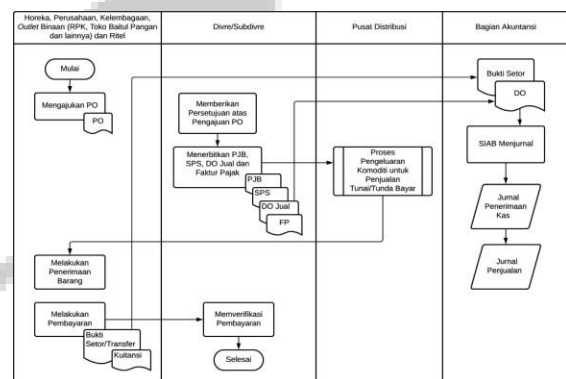 Horeka, Perusahaan, Kelembagaan,
Outlet Binaan (RPK, Toko Baitul Pangan
dan lainnya) dan Ritel
Divre/Subdivre
Pusat Distribusi
Bagian Akuntansi
Mulai
Mengajukan PO
PO
Memberikan
Persetujuan atas
Pengajuan PO
Menerbitkan PJB,
SPS, DO Jual dan
Faktur Pajak
PJB
SPS
DO Jual
FP
Proses
Pengeluaran
Komoditi untuk
Penjualan
Tunai/Tunda Bayar
Bukti Setor
DO
SIAB Menjurnal
Jurnal
Penerimaan
Kas
Jurnal
Penjualan
Melakukan
Penerimaan
Barang
Melakukan
Pembayaran
Bukti
Setor/Transfer
Kuitansi
Memverifikasi
Pembayaran
Selesai